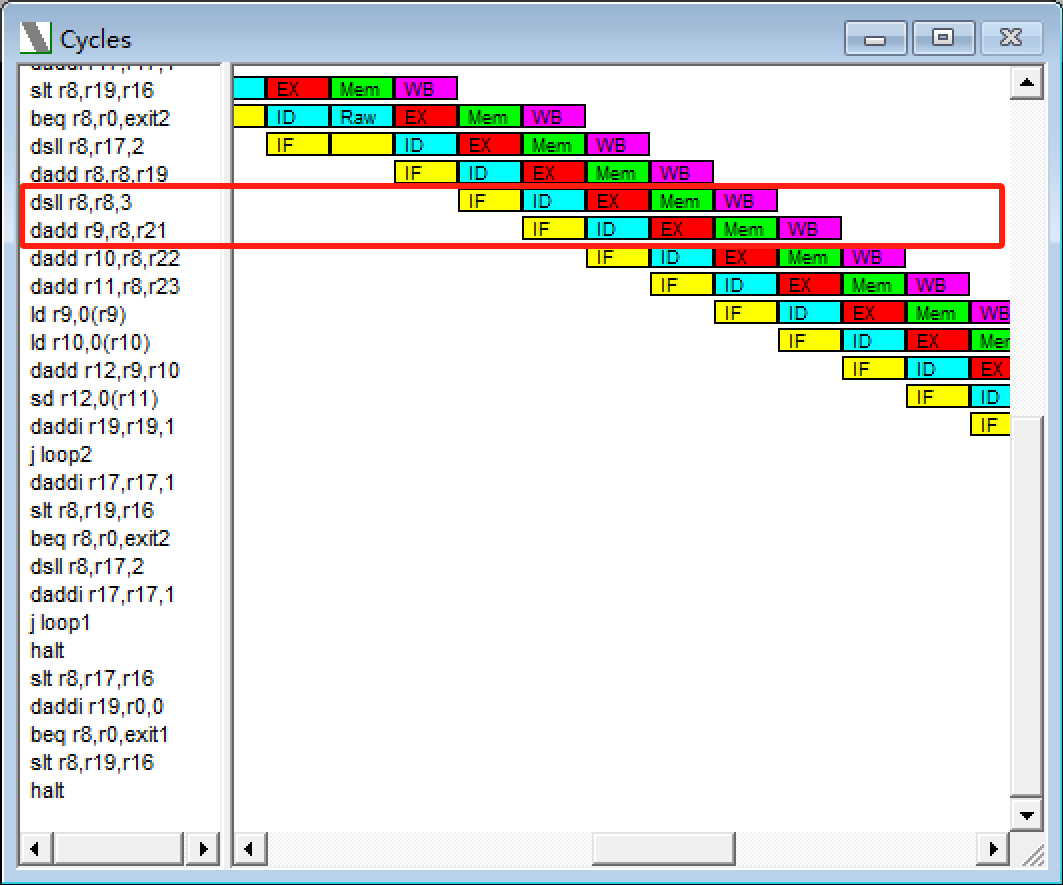 Cycles
slt r8,r19,r16
beq r8,r0,exit2
dsll r8,r17,2
dadd r8,r8,r19
dsll r8,r8,3
dadd r9,r8,r21
dadd r10,r8,r22
dadd r11,r8,r23
ld r9,0(r9)
ld r10,0(r10)
dadd r12,r9,r10
sd r12,0(r11)
daddi r19,r19,1
j loop2
daddi r17,r17,1
slt r8,r19,r16
beq r8,r0,exit2
dsll r8,r17,2
daddi r17,r17,1
j loop1
halt
slt r8,r17,r16
daddi r19,r0,0
beq r8,r0,exit1
slt r8,r19,r16
halt
EX Mem WB
ID Raw EX Mem WB
IF ID EX Mem WB
IF ID EX Mem WB
IF ID EX Mem WB
IF ID EX Mem WB
IF ID EX Mem WB
IF ID EX Mem WB
IF ID EX Mem WB
IF ID EX Mem
IF ID EX
IF ID
IF